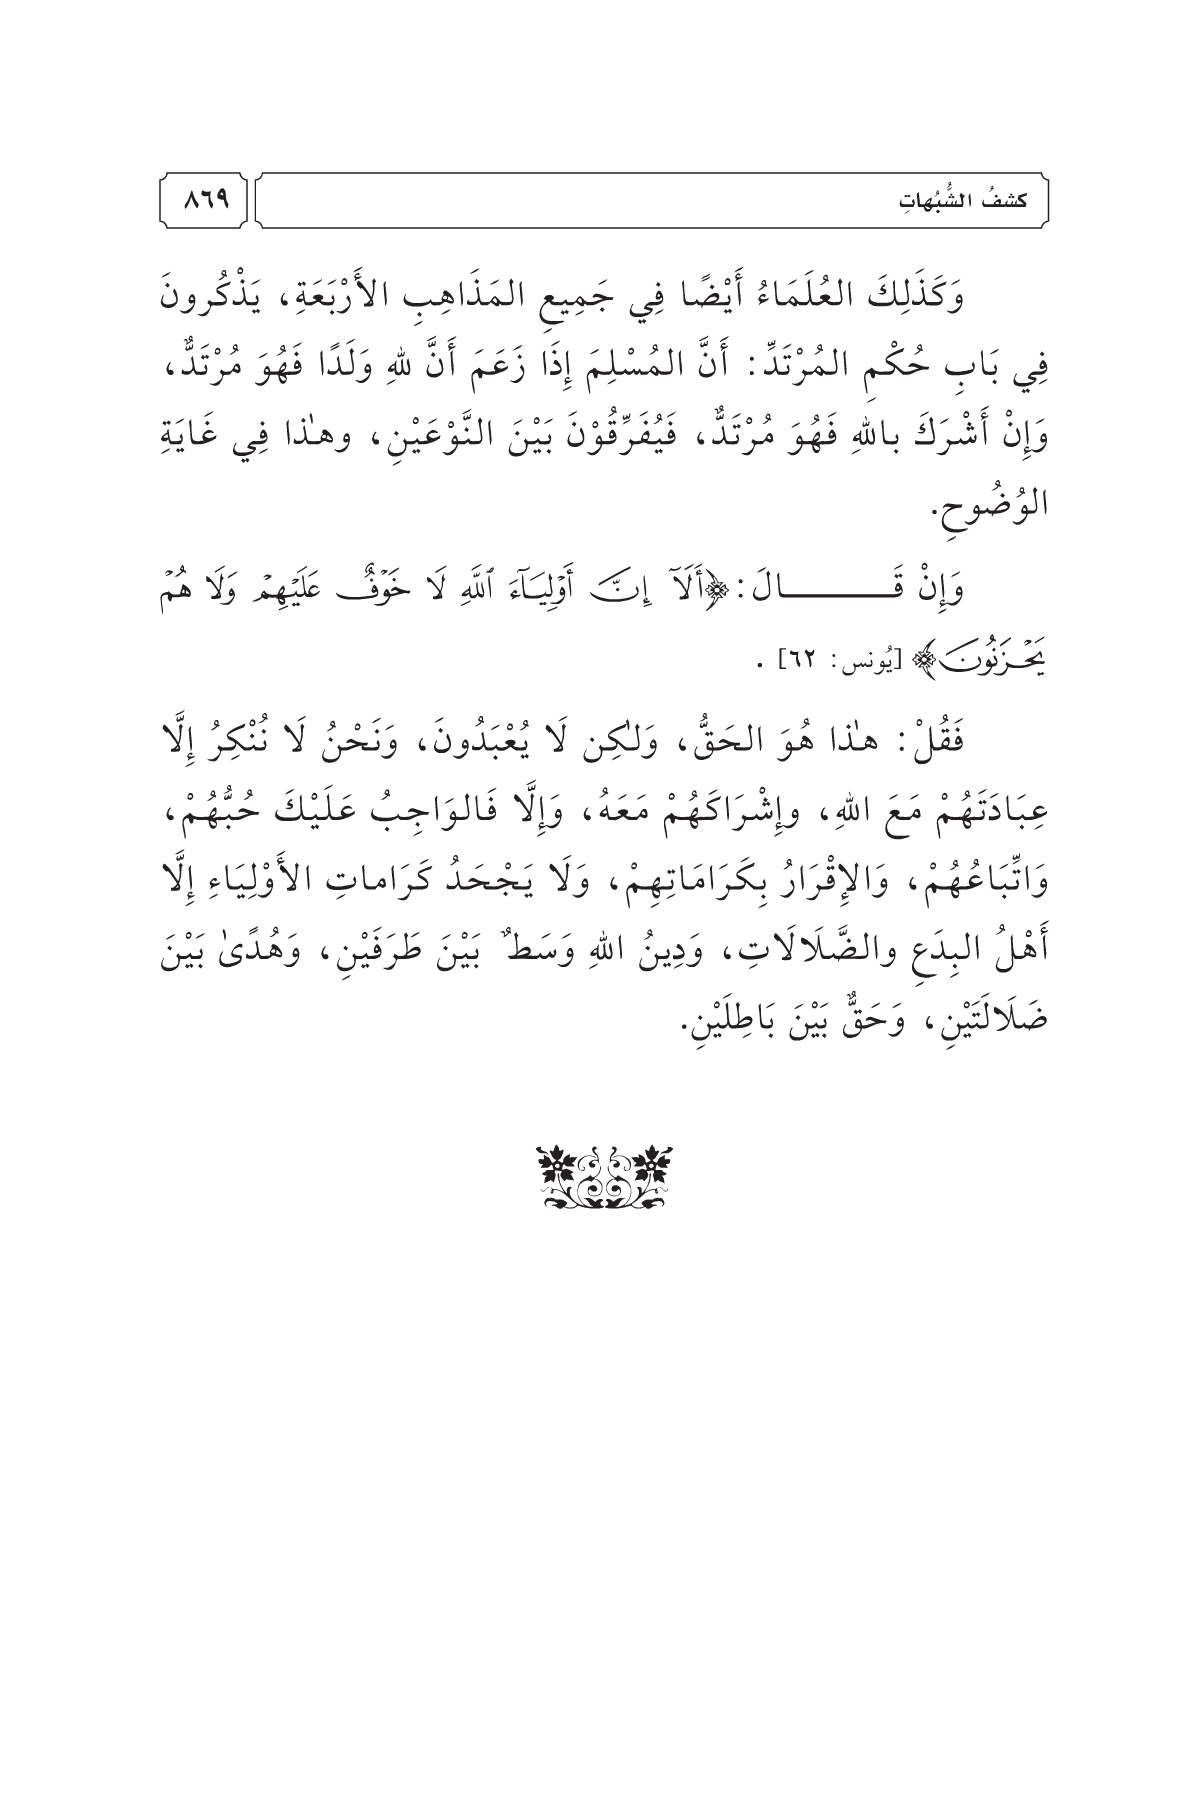 كشفُ الشُّبُهاتِ ٨٦٩
وَكَذَلِكَ العُلَمَاءُ أَيْضًا فِي جَمِيعِ المَذَاهِبِ الأَرْبَعَةِ، يَذْكُرونَ
فِي بَابِ حُكْمِ المُرْتَدِّ: أَنَّ المُسْلِمَ إِذَا زَعَمَ أَنَّ للهِ وَلَدًا فَهُوَ مُرْتَدٌّ،
وَإِنْ أَشْرَكَ باللهِ فَهُوَ مُرْتَدٌّ، فَيُفَرِّقُوْنَ بَيْنَ النَّوْعَيْنِ، وهٰذا فِي غَايَةِ
الوُضُوحِ.
وَإِنْ قَـــــــالَ: ﴿أَلَآ إِنَّ أَوۡلِيَآءَ ٱللَّهِ لَا خَوۡفٌ عَلَيۡهِمۡ وَلَا هُمۡ
يَحۡزَنُونَ﴾ [يُونس: ٦٢] .
فَقُلْ: هٰذا هُوَ الحَقُّ، وَلٰكِن لَا يُعْبَدُونَ، وَنَحْنُ لَا نُنْكِرُ إِلَّا
عِبَادَتَهُمْ مَعَ اللهِ، وإِشْرَاكَهُمْ مَعَهُ، وَإِلَّا فَالوَاجِبُ عَلَيْكَ حُبُّهُمْ،
وَاتِّبَاعُهُمْ، وَالإِقْرَارُ بِكَرَامَاتِهِمْ، وَلَا يَجْحَدُ كَرَاماتِ الأَوْلِيَاءِ إِلَّا
أَهْلُ البِدَعِ والضَّلَالَاتِ، وَدِينُ اللهِ وَسَطٌ بَيْنَ طَرَفَيْنِ، وَهُدًىٰ بَيْنَ
ضَلَالَتَيْنِ، وَحَقٌّ بَيْنَ بَاطِلَيْنِ.